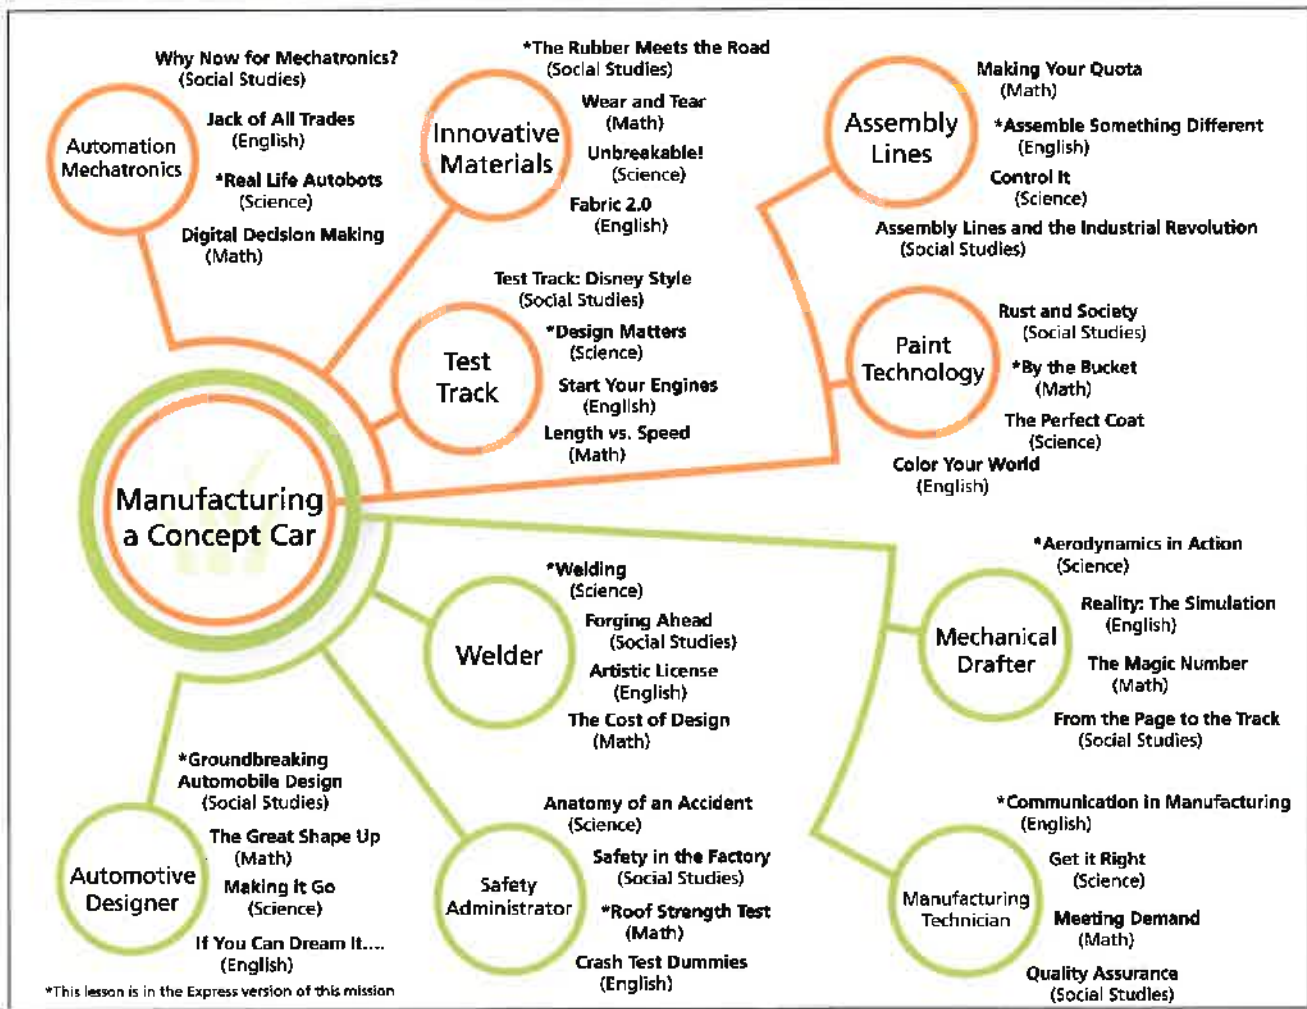 Why Now for Mechatronics?
(Social Studies)
Jack of All Trades
(English)
*Real Life Autobots
(Science)
Digital Decision Making
(Math)
Automation
Mechatronics
*The Rubber Meets the Road
(Social Studies)
Wear and Tear
(Math)
Unbreakable!
(Science)
Fabric 2.0
(English)
Innovative
Materials
Making Your Quota
(Math)
*Assemble Something Different
(English)
Control It
(Science)
Assembly Lines and the Industrial Revolution
(Social Studies)
Assembly
Lines
Test Track: Disney Style
(Social Studies)
*Design Matters
(Science)
Start Your Engines
(English)
Length vs. Speed
(Math)
Test
Track
Rust and Society
(Social Studies)
*By the Bucket
(Math)
The Perfect Coat
(Science)
Color Your World
(English)
Paint
Technology
Manufacturing
a Concept Car
*Welding
(Science)
Forging Ahead
(Social Studies)
Artistic License
(English)
The Cost of Design
(Math)
Welder
*Aerodynamics in Action
(Science)
Reality: The Simulation
(English)
The Magic Number
(Math)
From the Page to the Track
(Social Studies)
Mechanical
Drafter
*Groundbreaking
Automobile Design
(Social Studies)
The Great Shape Up
(Math)
Making it Go
(Science)
If You Can Dream It....
(English)
Automotive
Designer
Anatomy of an Accident
(Science)
Safety in the Factory
(Social Studies)
*Roof Strength Test
(Math)
Crash Test Dummies
(English)
Safety
Administrator
*Communication in Manufacturing
(English)
Get it Right
(Science)
Meeting Demand
(Math)
Quality Assurance
(Social Studies)
Manufacturing
Technician
*This lesson is in the Express version of this mission